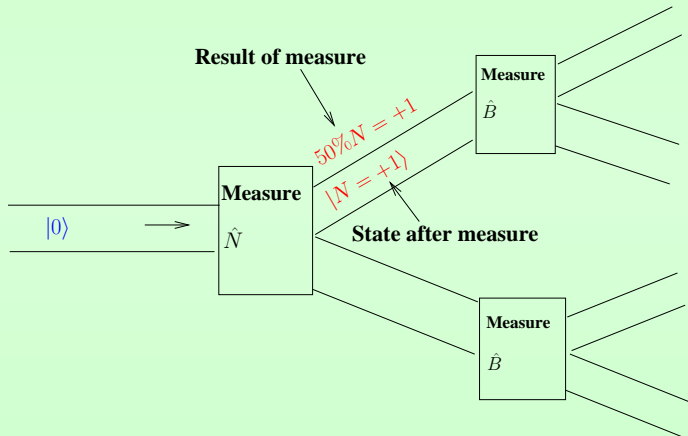 Result of measure
Measure
B̂
50%N = +1
|N = +1⟩
Measure
|0⟩
N̂
State after measure
Measure
B̂